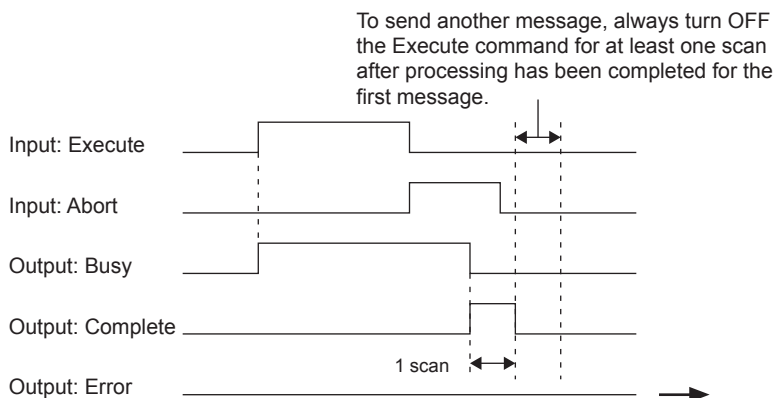 To send another message, always turn OFF
the Execute command for at least one scan
after processing has been completed for the
first message.
Input: Execute
Input: Abort
Output: Busy
Output: Complete
1 scan
Output: Error